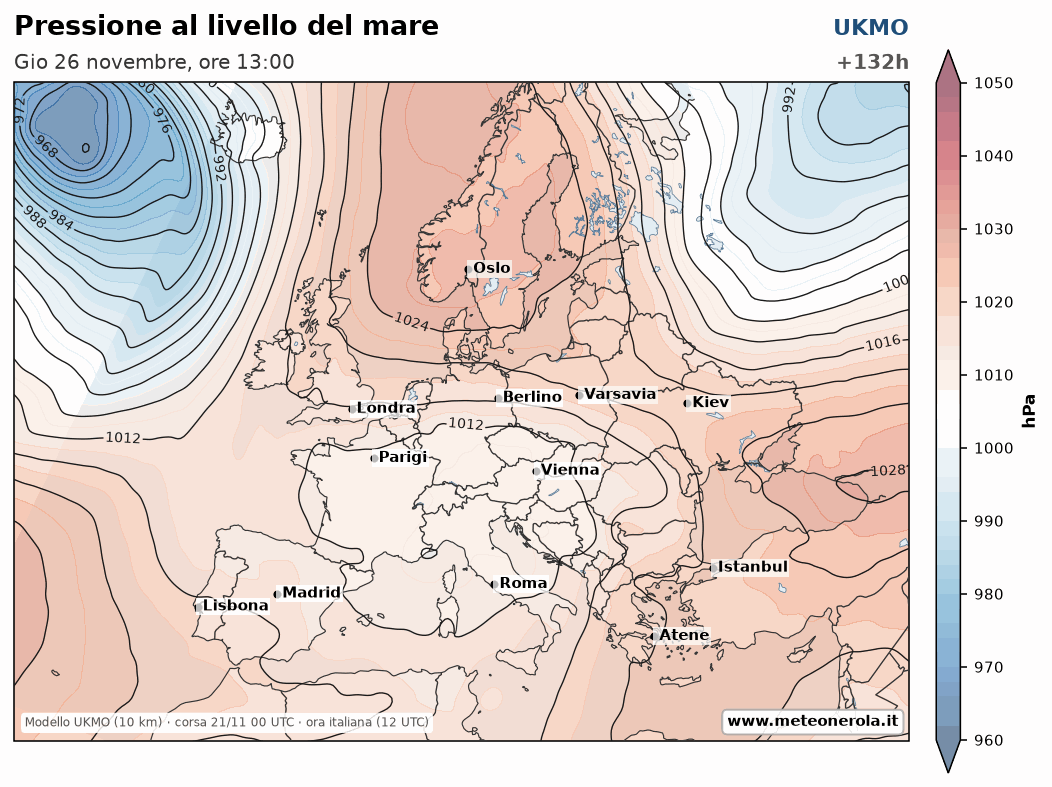 Pressione al livello del mare
UKMO
Gio 26 novembre, ore 13:00
+132h
972
976
992
992
968
988
984
1050
1040
1030
1020
1010
1000
990
980
970
960
hPa
Oslo
100
1024
1016
Londra
Berlino
Varsavia
Kiev
1012
1012
Parigi
Vienna
1028
Istanbul
Madrid
Roma
Lisbona
Atene
Modello UKMO (10 km) · corsa 21/11 00 UTC · ora italiana (12 UTC)
www.meteonerola.it